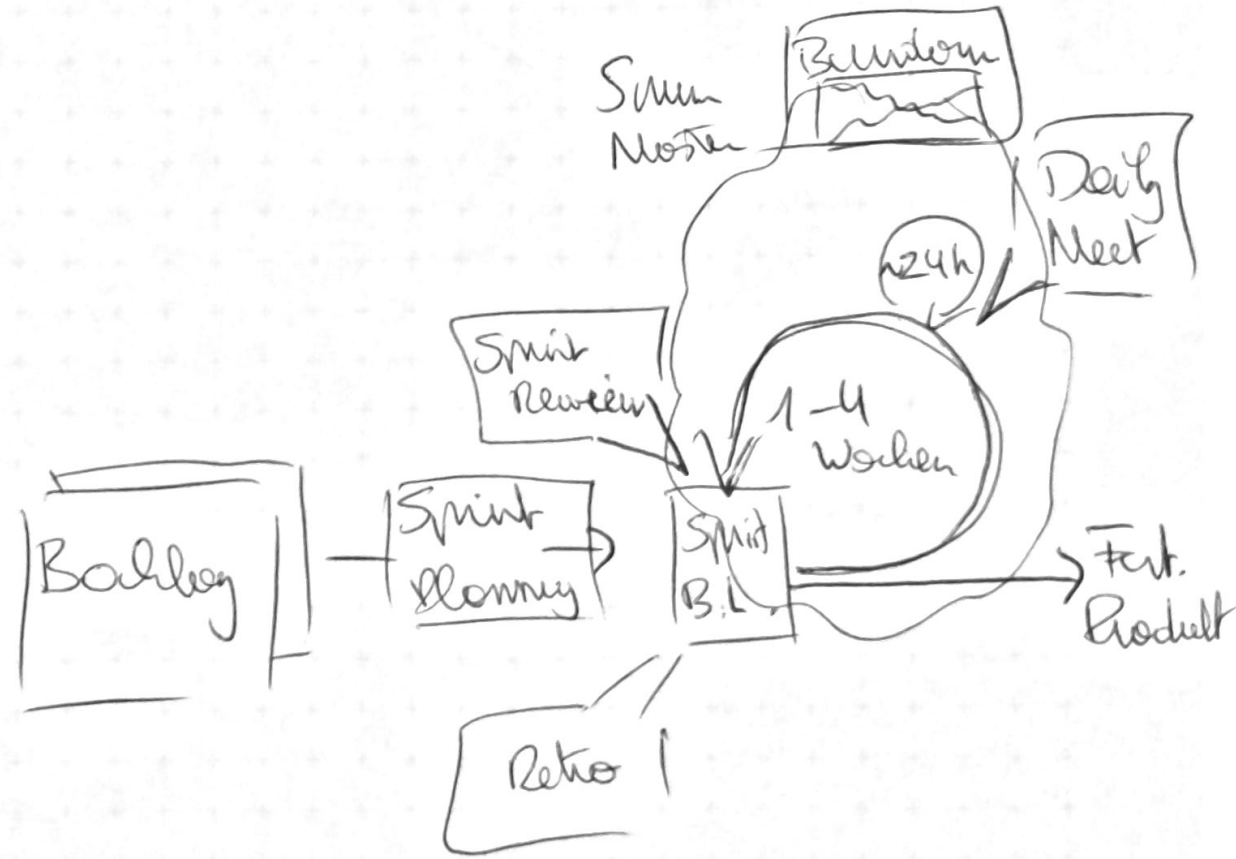 Burndown
Scrum
Master
Daily
Meet
~24h
Sprint
Review
1-4
Wochen
Backlog
Sprint
Planning
Sprint
B.L.
Fert.
Produkt
Retro